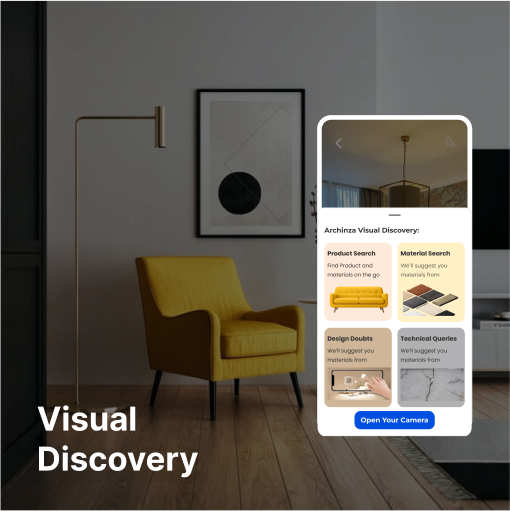 Archinza Visual Discovery:
Product Search
Find Product and
materials on the go
Material Search
We'll suggest you
materials from
Design Doubts
We'll suggest you
materials from
Technical Queries
We'll suggest you
materials from
Open Your Camera
Visual
Discovery